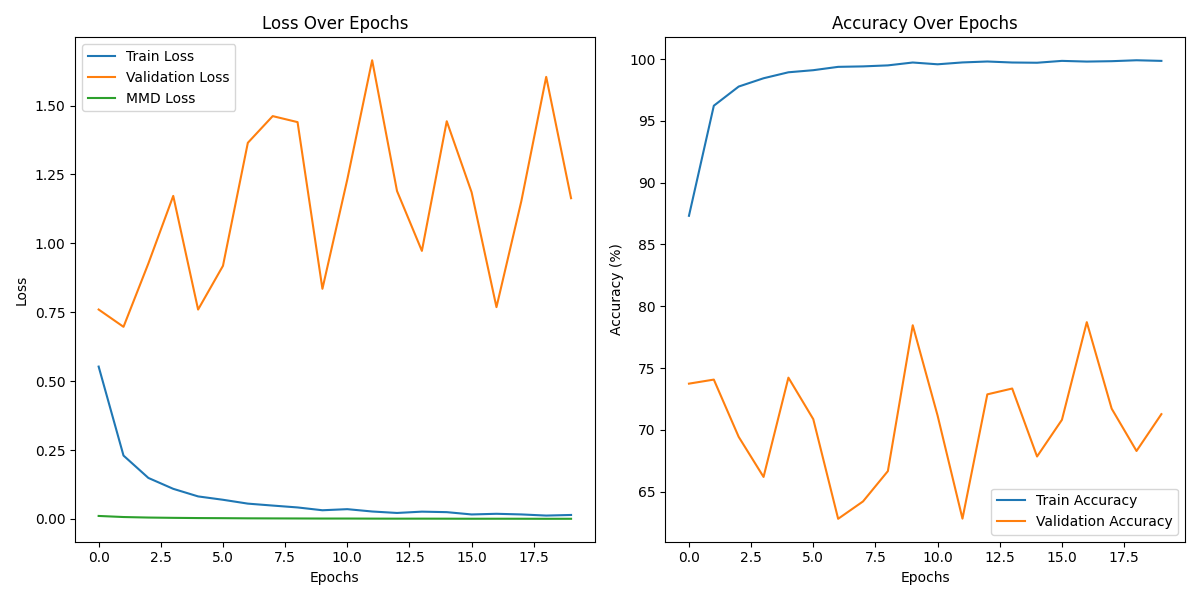 Loss Over Epochs
Train Loss
Validation Loss
MMD Loss
1.50
1.25
1.00
0.75
0.50
0.25
0.00
Loss
0.0 2.5 5.0 7.5 10.0 12.5 15.0 17.5
Epochs
Accuracy Over Epochs
100
95
90
85
80
75
70
65
Accuracy (%)
Train Accuracy
Validation Accuracy
0.0 2.5 5.0 7.5 10.0 12.5 15.0 17.5
Epochs